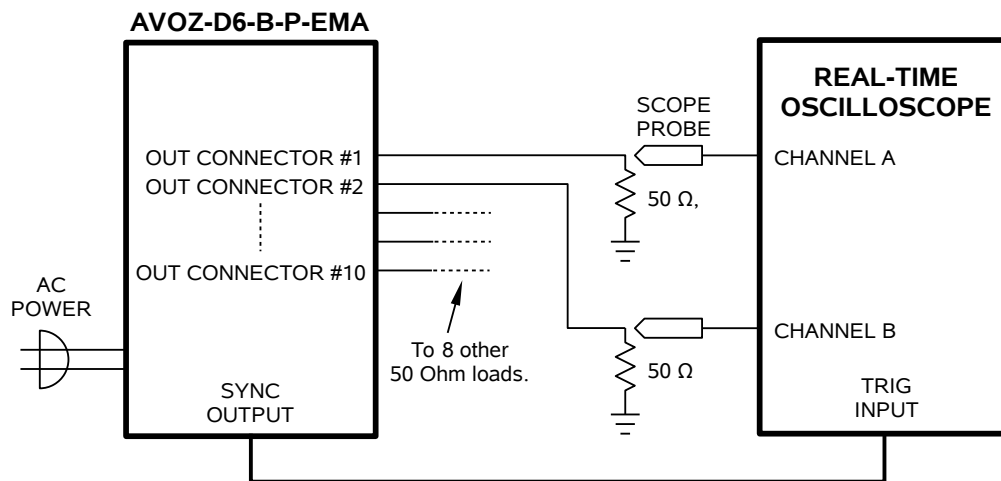 AVOZ-D6-B-P-EMA
REAL-TIME
OSCILLOSCOPE
SCOPE
PROBE
OUT CONNECTOR #1
CHANNEL A
OUT CONNECTOR #2
50 Ω,
OUT CONNECTOR #10
AC
POWER
To 8 other
50 Ohm loads.
CHANNEL B
50 Ω
SYNC
OUTPUT
TRIG
INPUT